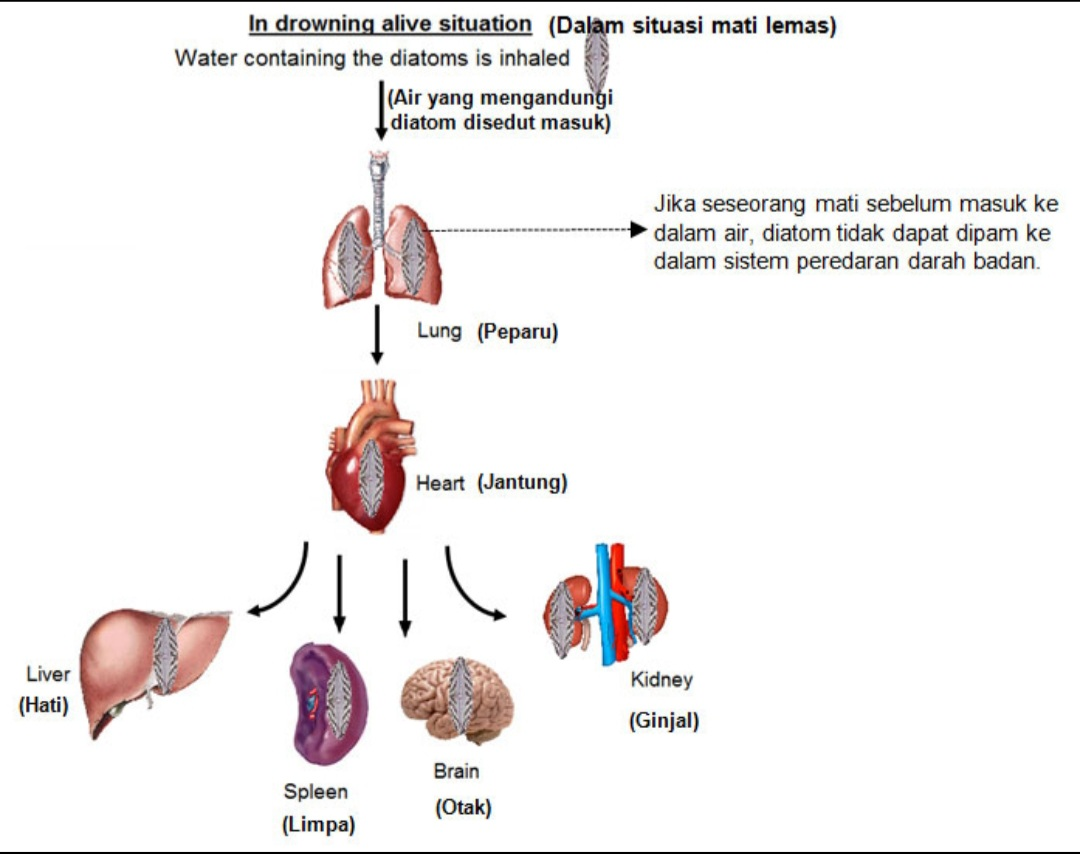 In drowning alive situation (Dalam situasi mati lemas)
Water containing the diatoms is inhaled
(Air yang mengandungi
diatom disedut masuk)
Jika seseorang mati sebelum masuk ke
dalam air, diatom tidak dapat dipam ke
dalam sistem peredaran darah badan.
Lung (Peparu)
Heart (Jantung)
Liver
(Hati)
Spleen
(Limpa)
Brain
(Otak)
Kidney
(Ginjal)